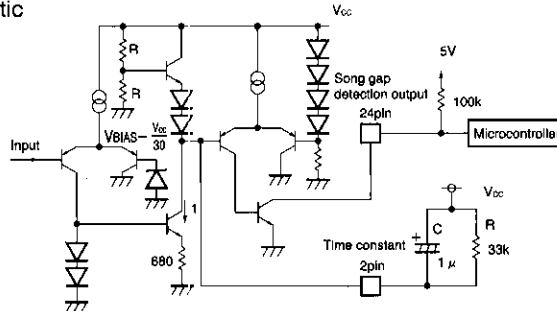 tic
Vcc
R
R
5V
Song gap
detection output
24pin
100k
Microcontroller
Input
VBIAS− Vcc
30
1
Vcc
Time constant
C
R
+
1 μ
33k
680
2pin